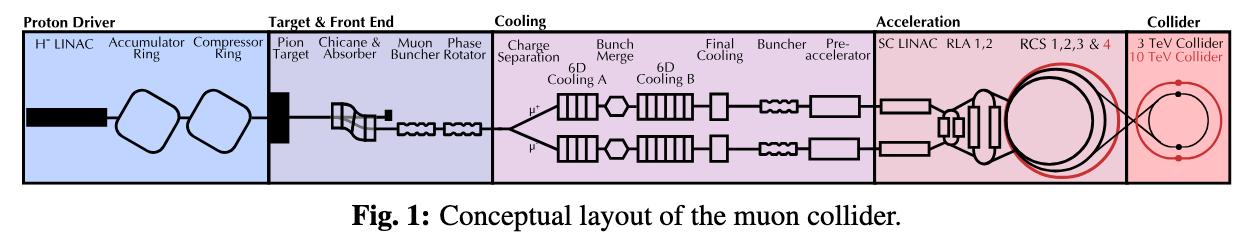 Proton Driver
Target & Front End
Cooling
Acceleration
Collider
H⁻ LINAC
Accumulator
Ring
Compressor
Ring
Pion
Target
Chicane &
Absorber
Muon
Buncher
Phase
Rotator
Charge
Separation
6D
Cooling A
Bunch
Merge
6D
Cooling B
Final
Cooling
Buncher
Pre-
accelerator
SC LINAC
RLA 1,2
RCS 1,2,3 & 4
3 TeV Collider
10 TeV Collider
μ⁺
μ⁻
Fig. 1: Conceptual layout of the muon collider.